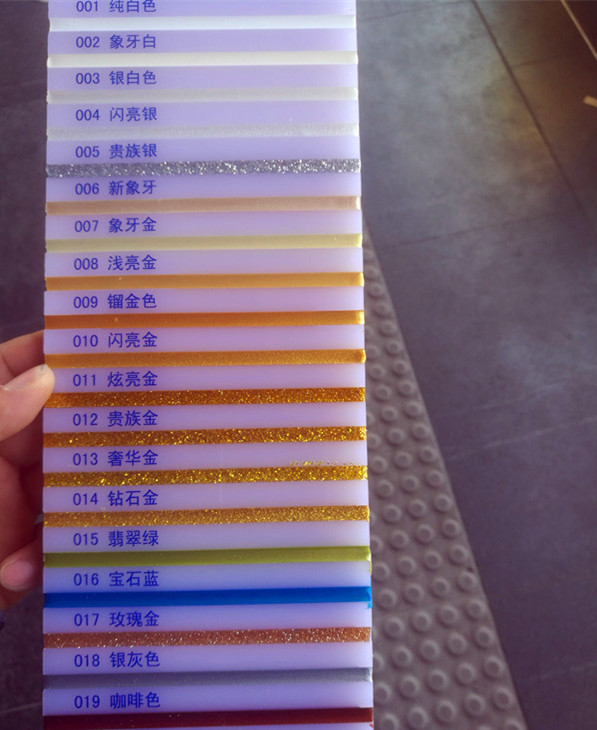 001 纯白色
002 象牙白
003 银白色
004 闪亮银
005 贵族银
006 新象牙
007 象牙金
008 浅亮金
009 镏金色
010 闪亮金
011 炫亮金
012 贵族金
013 奢华金
014 钻石金
015 翡翠绿
016 宝石蓝
017 玫瑰金
018 银灰色
019 咖啡色